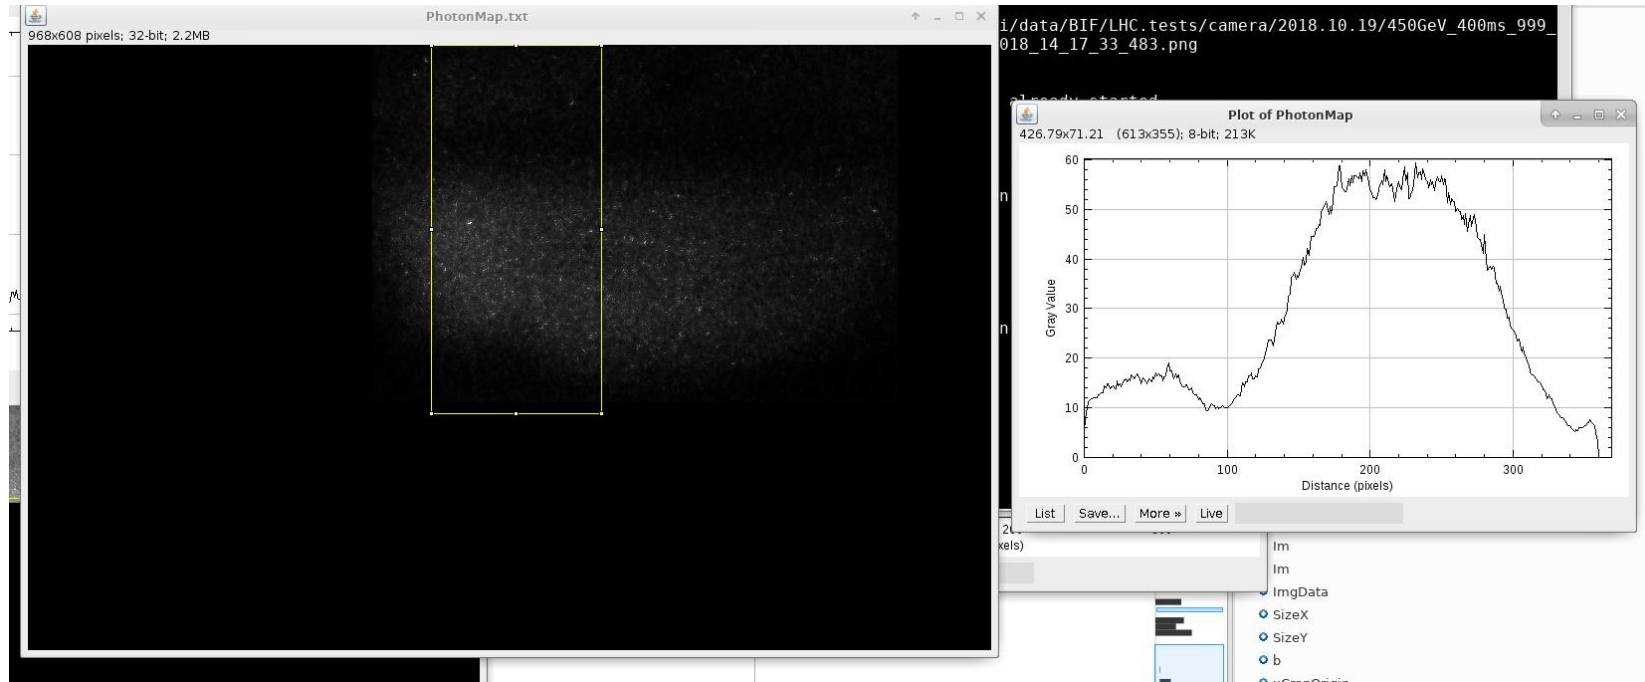 PhotonMap.txt
968x608 pixels; 32-bit; 2.2MB
i/data/BIF/LHC.tests/camera/2018.10.19/450GeV_400ms_999_
018_14_17_33_483.png
already started
n
n
Plot of PhotonMap
426.79x71.21 (613x355); 8-bit; 213K
60
50
40
30
20
10
0
Gray Value
0 100 200 300
Distance (pixels)
List Save... More » Live
xels)
Im
Im
ImgData
SizeX
SizeY
b